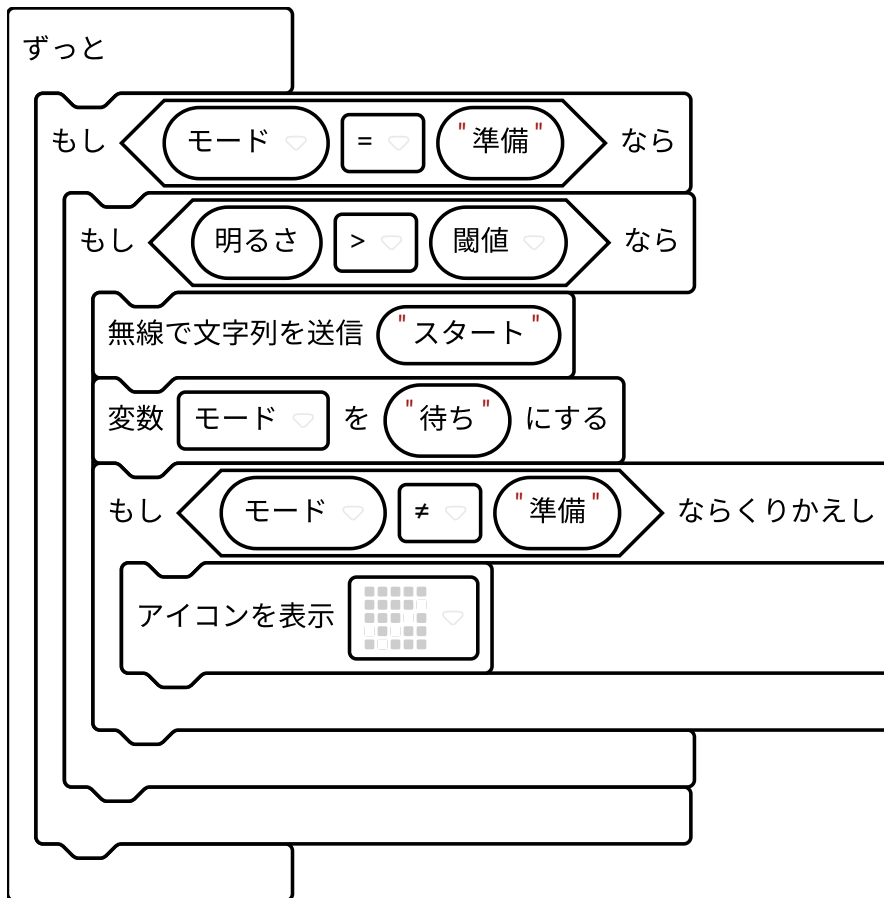 ずっと
もし モード = "準備" なら
もし 明るさ > 閾値 なら
無線で文字列を送信 "スタート"
変数 モード を "待ち" にする
もし モード ≠ "準備" ならくりかえし
アイコンを表示